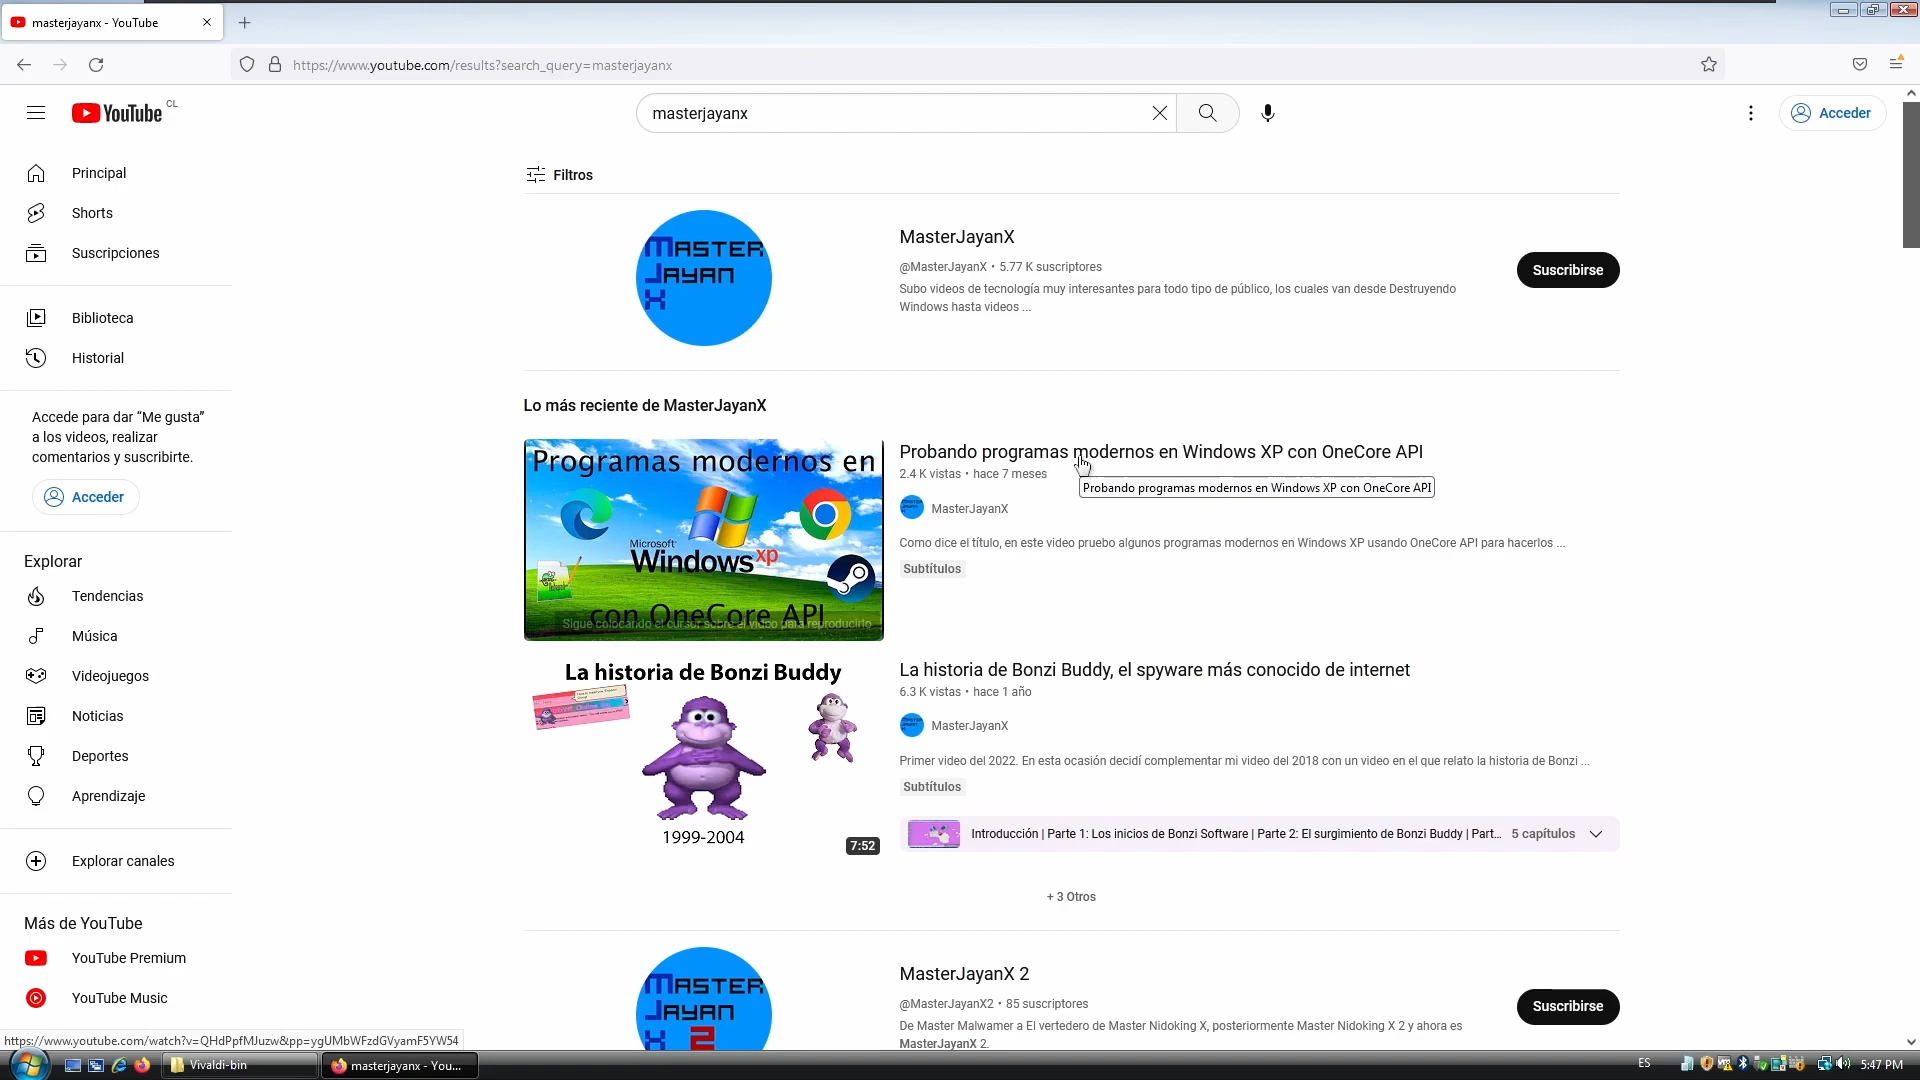 masterjayanx - YouTube
https://www.youtube.com/results?search_query=masterjayanx
YouTube CL
masterjayanx
Acceder
Principal
Shorts
Suscripciones
Biblioteca
Historial
Accede para dar “Me gusta”
a los videos, realizar
comentarios y suscribirte.
Acceder
Explorar
Tendencias
Música
Videojuegos
Noticias
Deportes
Aprendizaje
Explorar canales
Más de YouTube
YouTube Premium
YouTube Music
Filtros
MASTER
JAYAN
X
MasterJayanX
@MasterJayanX • 5.77 K suscriptores
Subo videos de tecnología muy interesantes para todo tipo de público, los cuales van desde Destruyendo
Windows hasta videos ...
Suscribirse
Lo más reciente de MasterJayanX
Programas modernos en
Microsoft
Windows xp
con OneCore API
Sigue colocando el cursor sobre el video para reproducirlo
Probando programas modernos en Windows XP con OneCore API
2.4 K vistas • hace 7 meses
Probando programas modernos en Windows XP con OneCore API
MasterJayanX
Como dice el título, en este video pruebo algunos programas modernos en Windows XP usando OneCore API para hacerlos ...
Subtítulos
La historia de Bonzi Buddy
1999-2004
7:52
La historia de Bonzi Buddy, el spyware más conocido de internet
6.3 K vistas • hace 1 año
MasterJayanX
Primer video del 2022. En esta ocasión decidí complementar mi video del 2018 con un video en el que relato la historia de Bonzi ...
Subtítulos
Introducción | Parte 1: Los inicios de Bonzi Software | Parte 2: El surgimiento de Bonzi Buddy | Part... 5 capítulos
+ 3 Otros
MASTER
JAYAN
X 2
MasterJayanX 2
@MasterJayanX2 • 85 suscriptores
De Master Malwamer a El vertedero de Master Nidoking X, posteriormente Master Nidoking X 2 y ahora es
MasterJayanX 2.
Suscribirse
https://www.youtube.com/watch?v=QHdPpfMJuzw&pp=ygUMbWFzdGVyamF5YW54
Vivaldi-bin
masterjayanx - You...
ES
5:47 PM